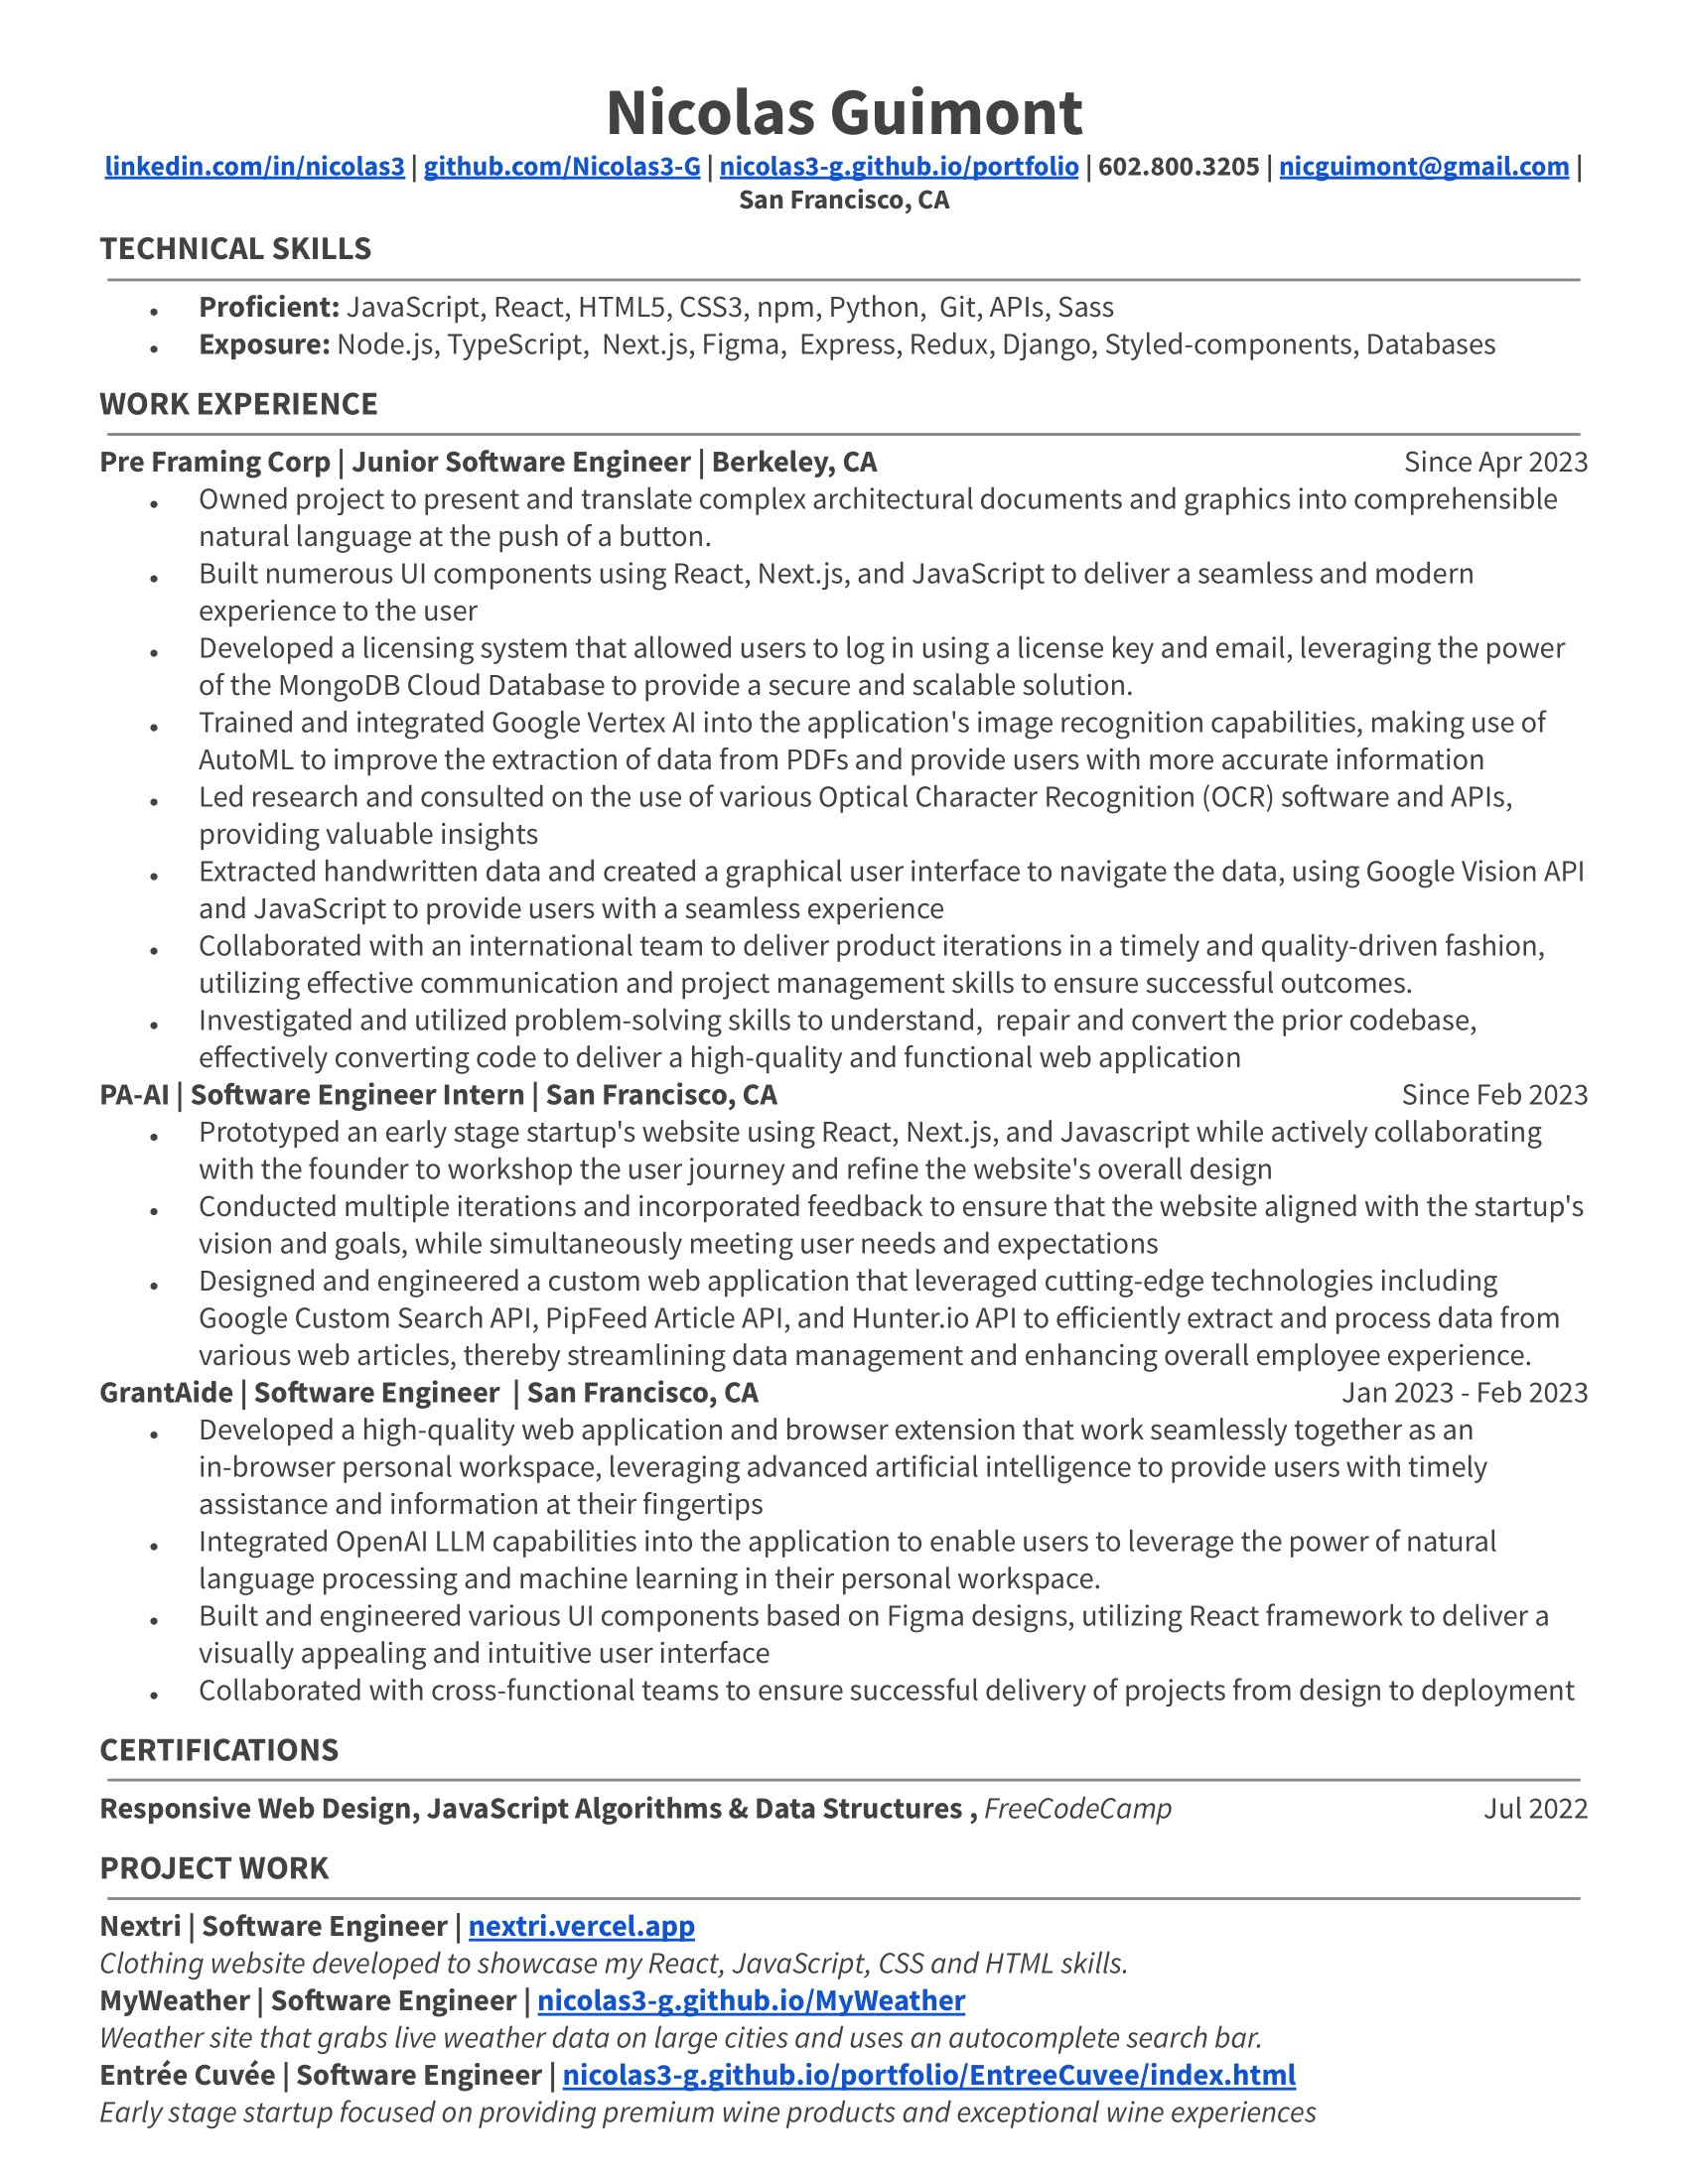 Nicolas Guimont
linkedin.com/in/nicolas3 | github.com/Nicolas3-G | nicolas3-g.github.io/portfolio | 602.800.3205 | nicguimont@gmail.com |
San Francisco, CA
TECHNICAL SKILLS
• Proficient: JavaScript, React, HTML5, CSS3, npm, Python,  Git, APIs, Sass
• Exposure: Node.js, TypeScript,  Next.js, Figma,  Express, Redux, Django, Styled-components, Databases
WORK EXPERIENCE
Pre Framing Corp | Junior Software Engineer | Berkeley, CA Since Apr 2023
• Owned project to present and translate complex architectural documents and graphics into comprehensible
natural language at the push of a button.
• Built numerous UI components using React, Next.js, and JavaScript to deliver a seamless and modern
experience to the user
• Developed a licensing system that allowed users to log in using a license key and email, leveraging the power
of the MongoDB Cloud Database to provide a secure and scalable solution.
• Trained and integrated Google Vertex AI into the application's image recognition capabilities, making use of
AutoML to improve the extraction of data from PDFs and provide users with more accurate information
• Led research and consulted on the use of various Optical Character Recognition (OCR) software and APIs,
providing valuable insights
• Extracted handwritten data and created a graphical user interface to navigate the data, using Google Vision API
and JavaScript to provide users with a seamless experience
• Collaborated with an international team to deliver product iterations in a timely and quality-driven fashion,
utilizing effective communication and project management skills to ensure successful outcomes.
• Investigated and utilized problem-solving skills to understand,  repair and convert the prior codebase,
effectively converting code to deliver a high-quality and functional web application
PA-AI | Software Engineer Intern | San Francisco, CA Since Feb 2023
• Prototyped an early stage startup's website using React, Next.js, and Javascript while actively collaborating
with the founder to workshop the user journey and refine the website's overall design
• Conducted multiple iterations and incorporated feedback to ensure that the website aligned with the startup's
vision and goals, while simultaneously meeting user needs and expectations
• Designed and engineered a custom web application that leveraged cutting-edge technologies including
Google Custom Search API, PipFeed Article API, and Hunter.io API to efficiently extract and process data from
various web articles, thereby streamlining data management and enhancing overall employee experience.
GrantAide | Software Engineer  | San Francisco, CA Jan 2023 - Feb 2023
• Developed a high-quality web application and browser extension that work seamlessly together as an
in-browser personal workspace, leveraging advanced artificial intelligence to provide users with timely
assistance and information at their fingertips
• Integrated OpenAI LLM capabilities into the application to enable users to leverage the power of natural
language processing and machine learning in their personal workspace.
• Built and engineered various UI components based on Figma designs, utilizing React framework to deliver a
visually appealing and intuitive user interface
• Collaborated with cross-functional teams to ensure successful delivery of projects from design to deployment
CERTIFICATIONS
Responsive Web Design, JavaScript Algorithms & Data Structures , FreeCodeCamp Jul 2022
PROJECT WORK
Nextri | Software Engineer | nextri.vercel.app
Clothing website developed to showcase my React, JavaScript, CSS and HTML skills.
MyWeather | Software Engineer | nicolas3-g.github.io/MyWeather
Weather site that grabs live weather data on large cities and uses an autocomplete search bar.
Entrée Cuvée | Software Engineer | nicolas3-g.github.io/portfolio/EntreeCuvee/index.html
Early stage startup focused on providing premium wine products and exceptional wine experiences